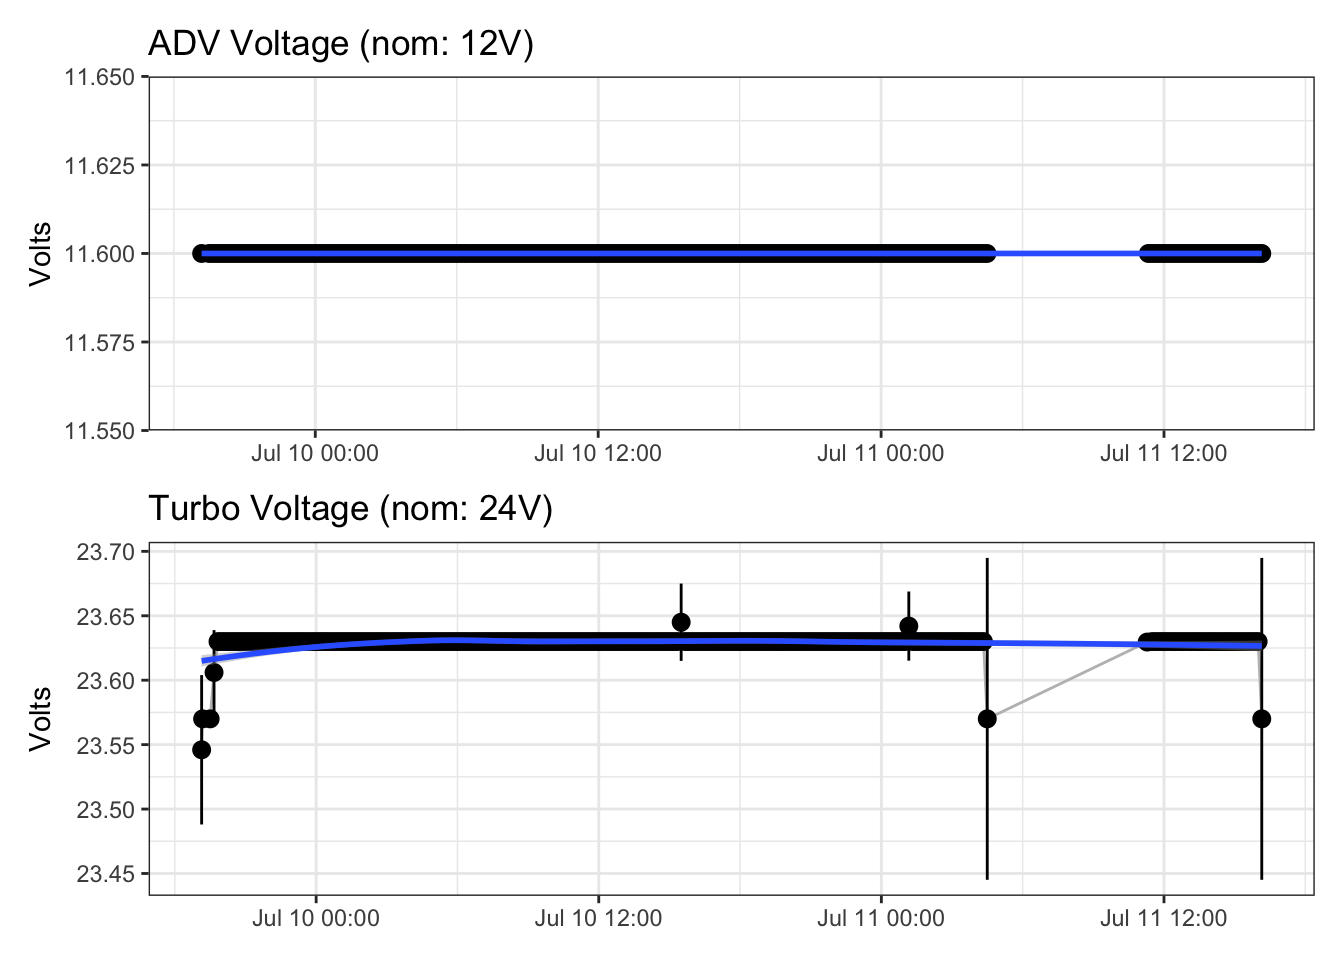 ADV Voltage (nom: 12V)
11.650
11.625
11.600
11.575
11.550
Volts
Jul 10 00:00
Jul 10 12:00
Jul 11 00:00
Jul 11 12:00
Turbo Voltage (nom: 24V)
23.70
23.65
23.60
23.55
23.50
23.45
Volts
Jul 10 00:00
Jul 10 12:00
Jul 11 00:00
Jul 11 12:00